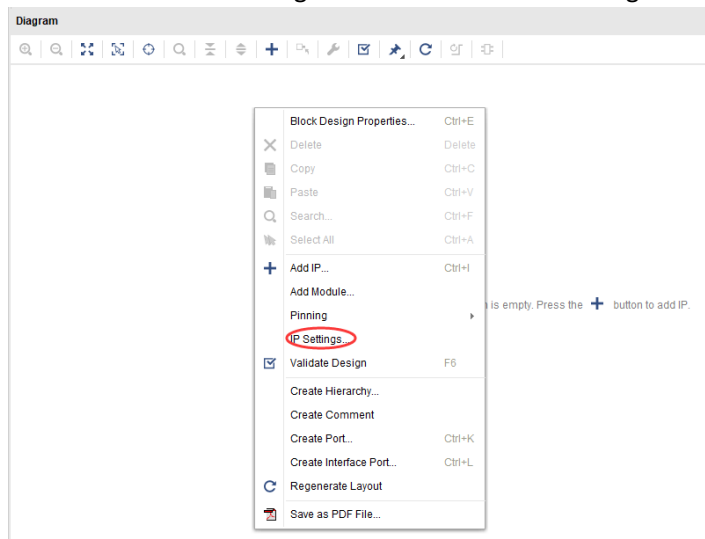 Diagram
Block Design Properties... Ctrl+E
Delete Delete
Copy Ctrl+C
Paste Ctrl+V
Search... Ctrl+F
Select All Ctrl+A
Add IP... Ctrl+I
Add Module...
is empty. Press the + button to add IP.
Pinning
IP Settings...
Validate Design F6
Create Hierarchy...
Create Comment
Create Port... Ctrl+K
Create Interface Port... Ctrl+L
Regenerate Layout
Save as PDF File...